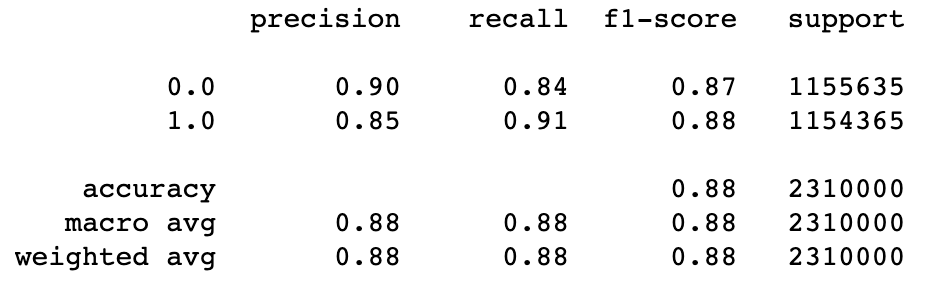 precision recall f1-score support
0.0 0.90 0.84 0.87 1155635
1.0 0.85 0.91 0.88 1154365
accuracy 0.88 2310000
macro avg 0.88 0.88 0.88 2310000
weighted avg 0.88 0.88 0.88 2310000